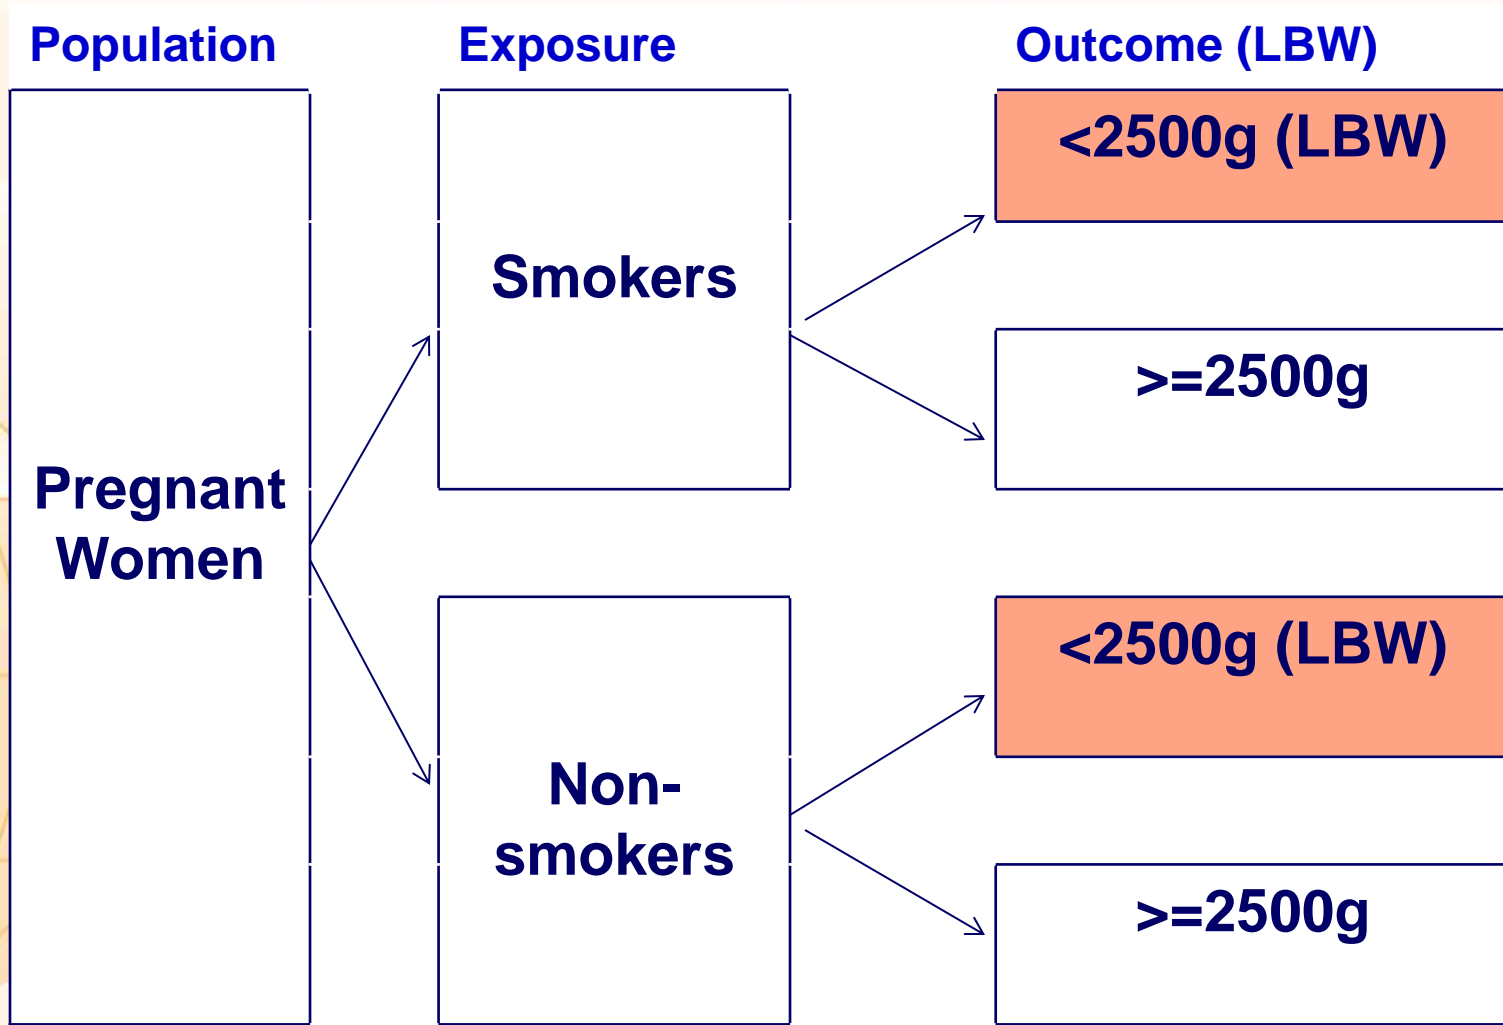 Population
Exposure
Outcome (LBW)
Pregnant
Women
Smokers
<2500g (LBW)
>=2500g
Non-
smokers
<2500g (LBW)
>=2500g